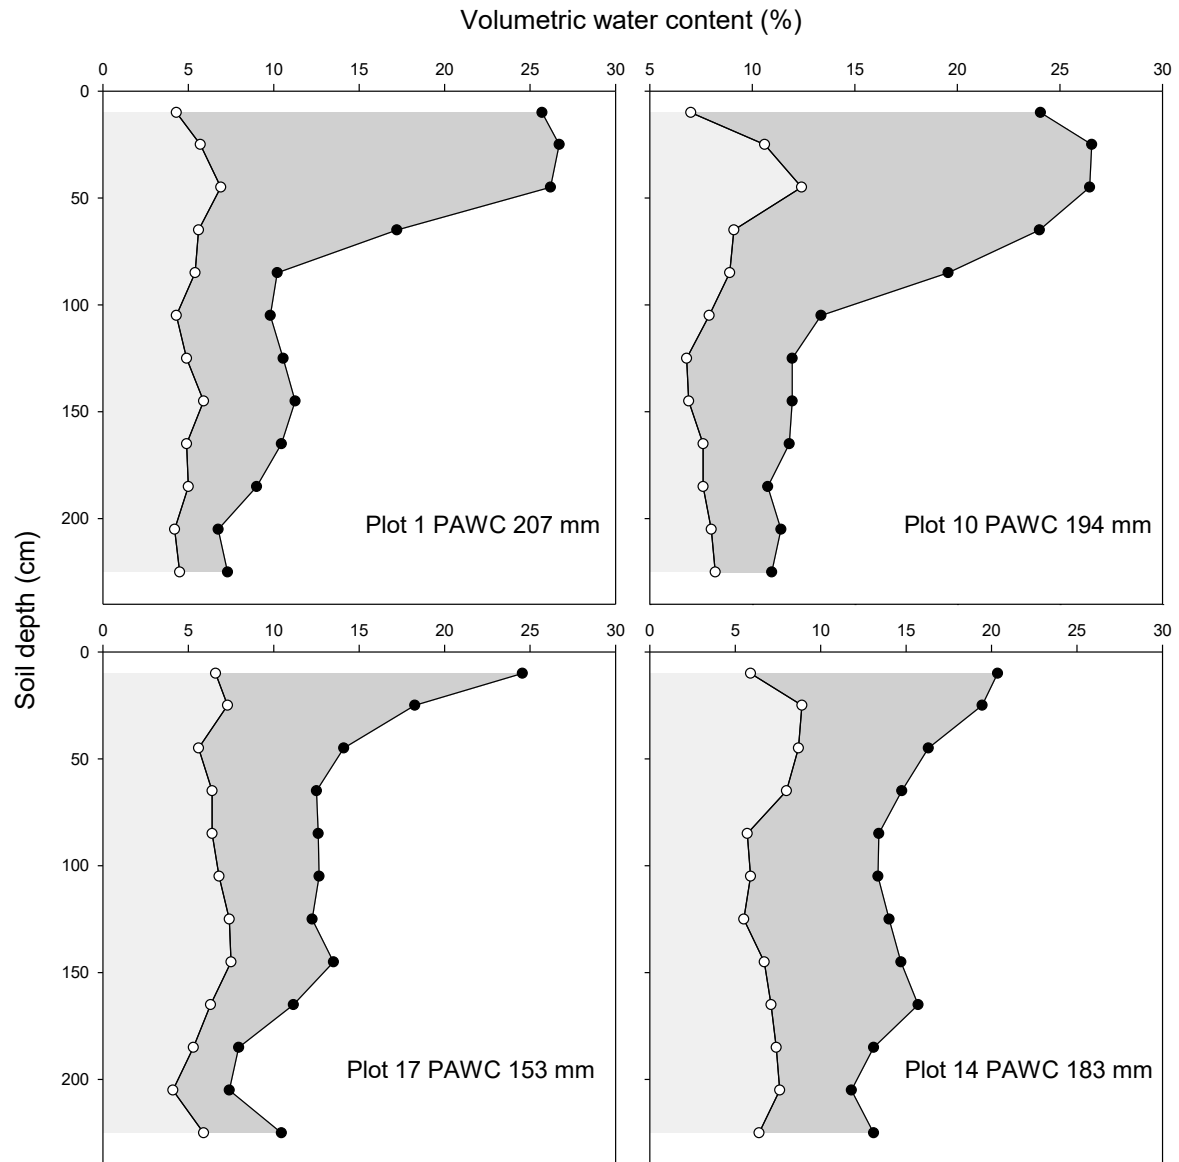 Volumetric water content (%)
0 5 10 15 20 25 30
5 10 15 20 25 30
0
50
100
150
200
Plot 1 PAWC 207 mm
Plot 10 PAWC 194 mm
Soil depth (cm)
0 5 10 15 20 25 30
0 5 10 15 20 25 30
0
50
100
150
200
Plot 17 PAWC 153 mm
Plot 14 PAWC 183 mm